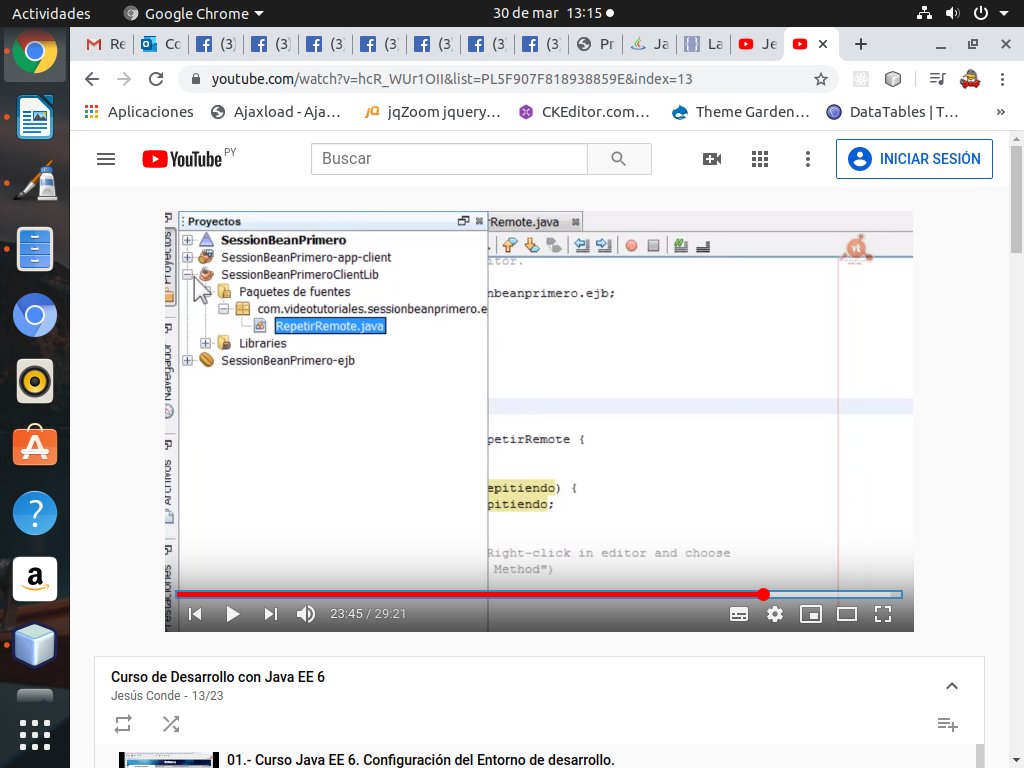 Actividades Google Chrome 30 de mar 13:15
Re Co (3) (3) (3) (3) (3) (3) (3) Pr Ja La Je
youtube.com/watch?v=hcR_WUr1OII&list=PL5F907F818938859E&index=13
Aplicaciones Ajaxload - Aja... jqZoom jquery... CKEditor.com... Theme Garden... DataTables | T... »
YouTube PY Buscar INICIAR SESIÓN
Proyectos
Remote.java
SessionBeanPrimero
SessionBeanPrimero-app-client
SessionBeanPrimeroClientLib
Paquetes de fuentes
com.videotutoriales.sessionbeanprimero.e
RepetirRemote.java
Libraries
SessionBeanPrimero-ejb
Proyectos
Navegador
Archivos
estaciones
itor.
nbeanprimero.ejb;
petirRemote {
epitiendo) {
pitiendo;
Right-click in editor and choose
Method")
23:45 / 29:21
Curso de Desarrollo con Java EE 6
Jesús Conde - 13/23
01.- Curso Java EE 6. Configuración del Entorno de desarrollo.